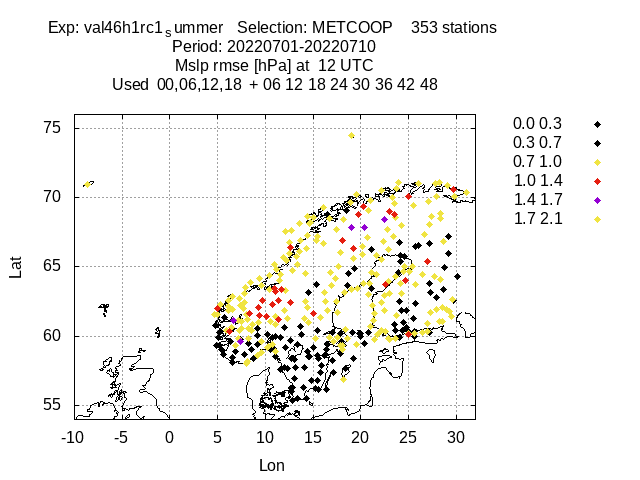 Exp: val46h1rc1summer Selection: METCOOP 353 stations
Period: 20220701-20220710
Mslp rmse [hPa] at 12 UTC
Used 00,06,12,18 + 06 12 18 24 30 36 42 48
0.0 0.3
0.3 0.7
0.7 1.0
1.0 1.4
1.4 1.7
1.7 2.1
75
70
65
60
55
Lat
-10 -5 0 5 10 15 20 25 30
Lon